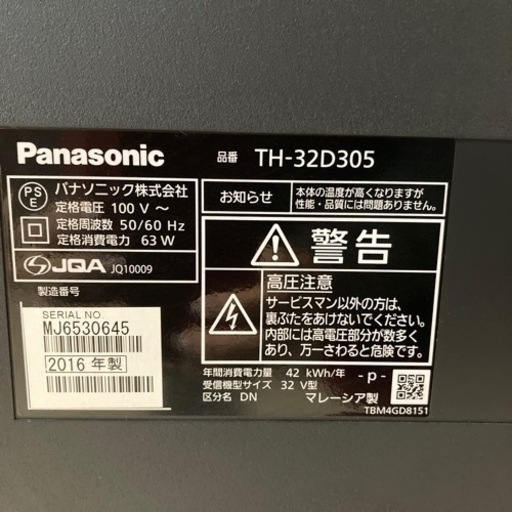 Panasonic 品番 TH-32D305
PS
E
パナソニック株式会社
定格電圧 100 V ～
定格周波数 50/60 Hz
定格消費電力 63 W
JQA JQ10009
製造番号
SERIAL NO.
MJ6530645
2016 年製
お知らせ
本体の温度が高くなりますが
性能・品質には問題ありません。
警告
高圧注意
サービスマン以外の方は、
裏ぶたをあけないでください。
内部には高電圧部分が数多く
あり、万一さわると危険です。
年間消費電力量 42 kWh/年
受信機型サイズ 32 V型
区分名 DN
-p-
マレーシア製
TBM4GD8151